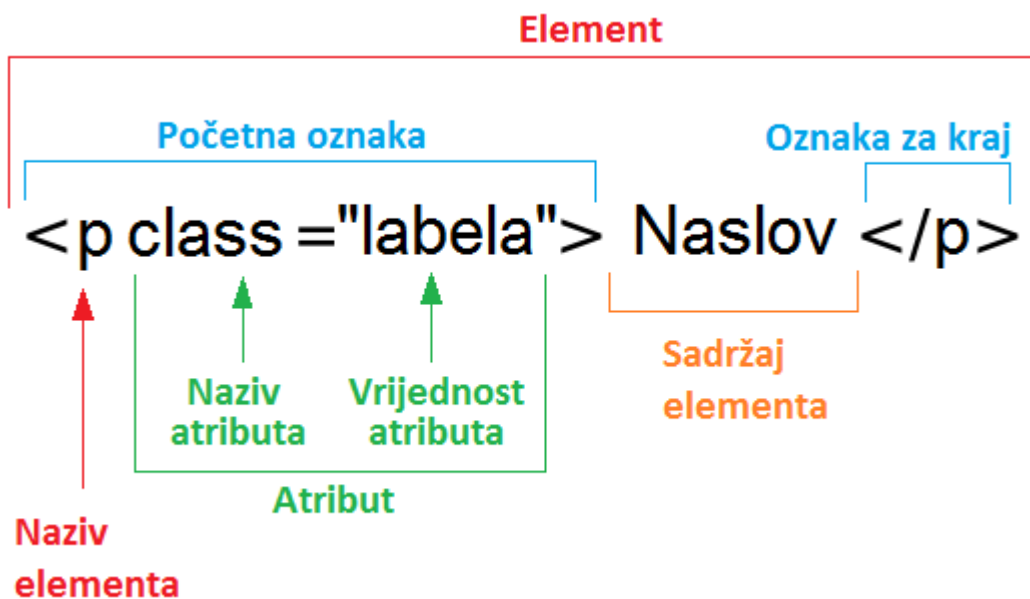 Element
Početna oznaka
Oznaka za kraj
<p class ="labela"> Naslov </p>
Naziv
atributa
Vrijednost
atributa
Sadržaj
elementa
Atribut
Naziv
elementa